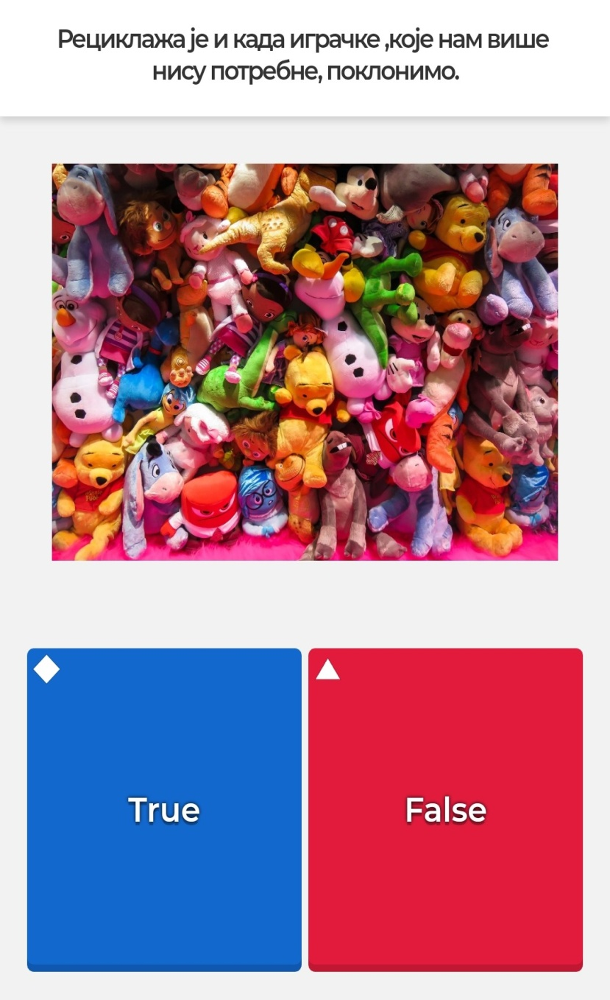 Рециклажа је и када играчке ,које нам више
нису потребне, поклонимо.
True
False